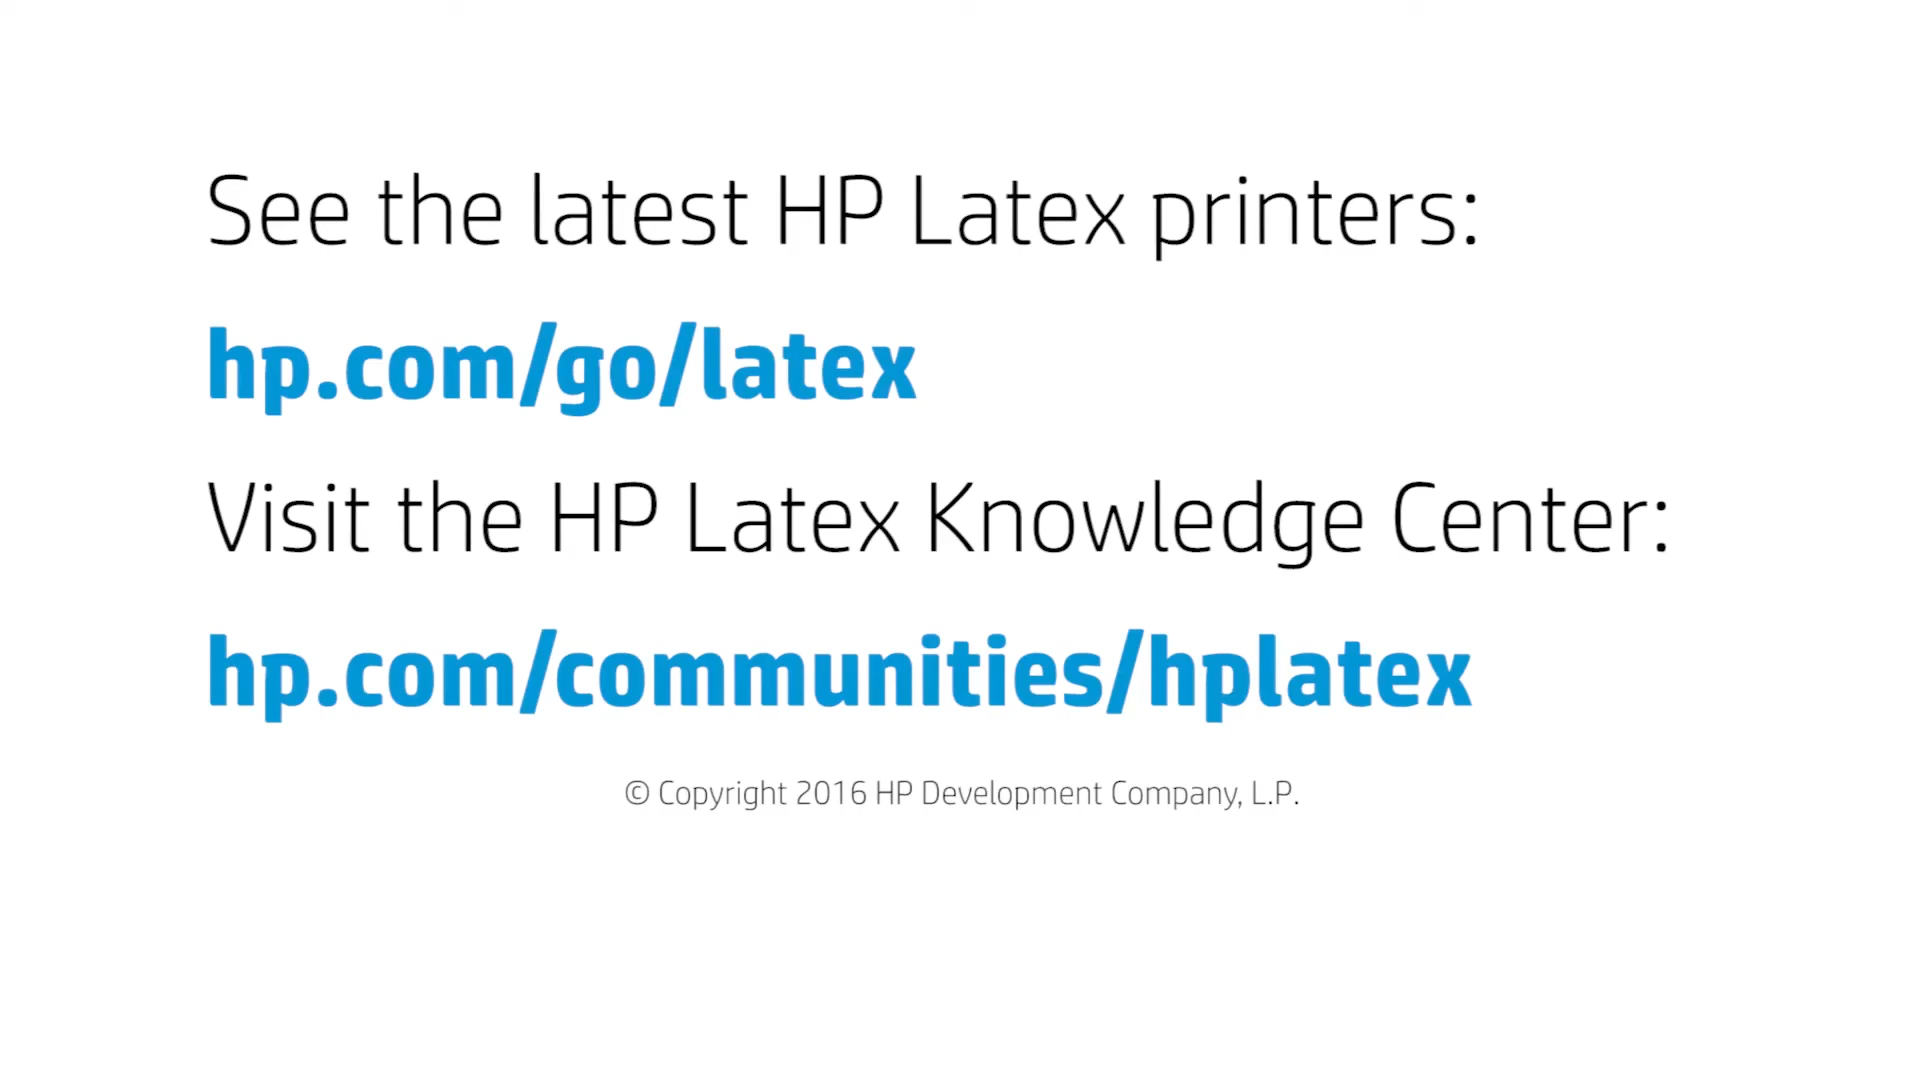 See the latest HP Latex printers:
hp.com/go/latex
Visit the HP Latex Knowledge Center:
hp.com/communities/hplatex
© Copyright 2016 HP Development Company, L.P.